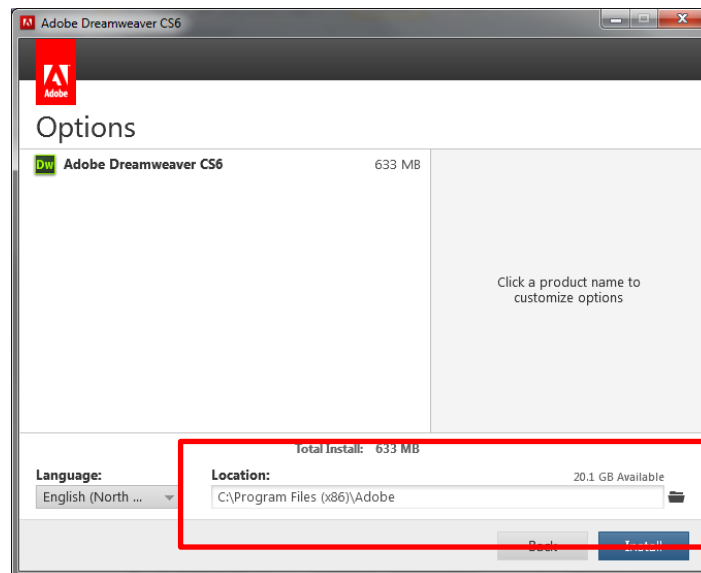 Adobe Dreamweaver CS6
Adobe
Options
Dw Adobe Dreamweaver CS6 633 MB
Click a product name to
customize options
Total Install: 633 MB
Language: Location: 20.1 GB Available
English (North ... C:\Program Files (x86)\Adobe
Back Install